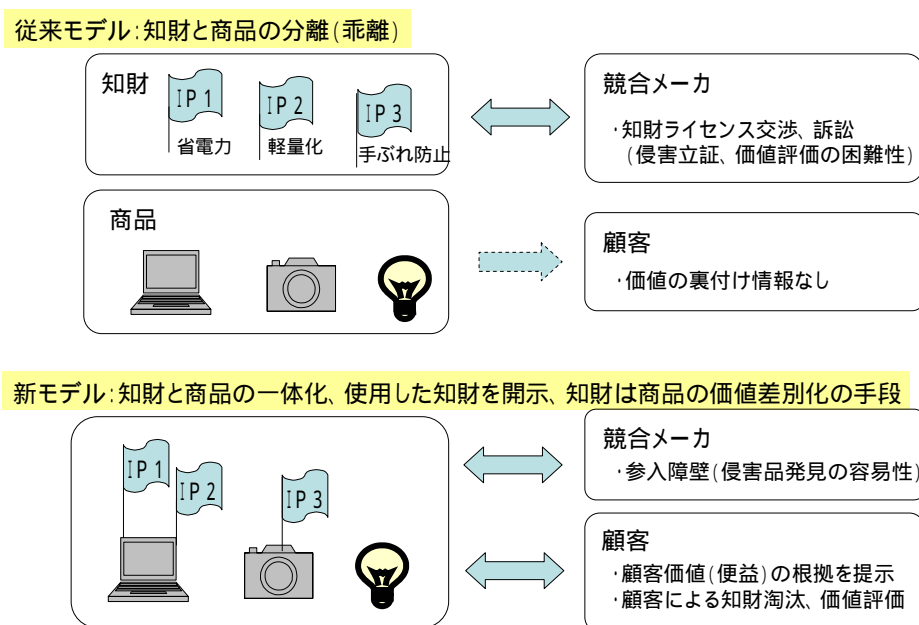 従来モデル:知財と商品の分離(乖離)
知財
IP1
IP2
IP3
省電力
軽量化
手ぶれ防止
競合メーカ
・知財ライセンス交渉、訴訟
(侵害立証、価値評価の困難性)
商品
顧客
・価値の裏付け情報なし
新モデル:知財と商品の一体化、使用した知財を開示、知財は商品の価値差別化の手段
IP1
IP2
IP3
競合メーカ
・参入障壁(侵害品発見の容易性)
顧客
・顧客価値(便益)の根拠を提示
・顧客による知財淘汰、価値評価